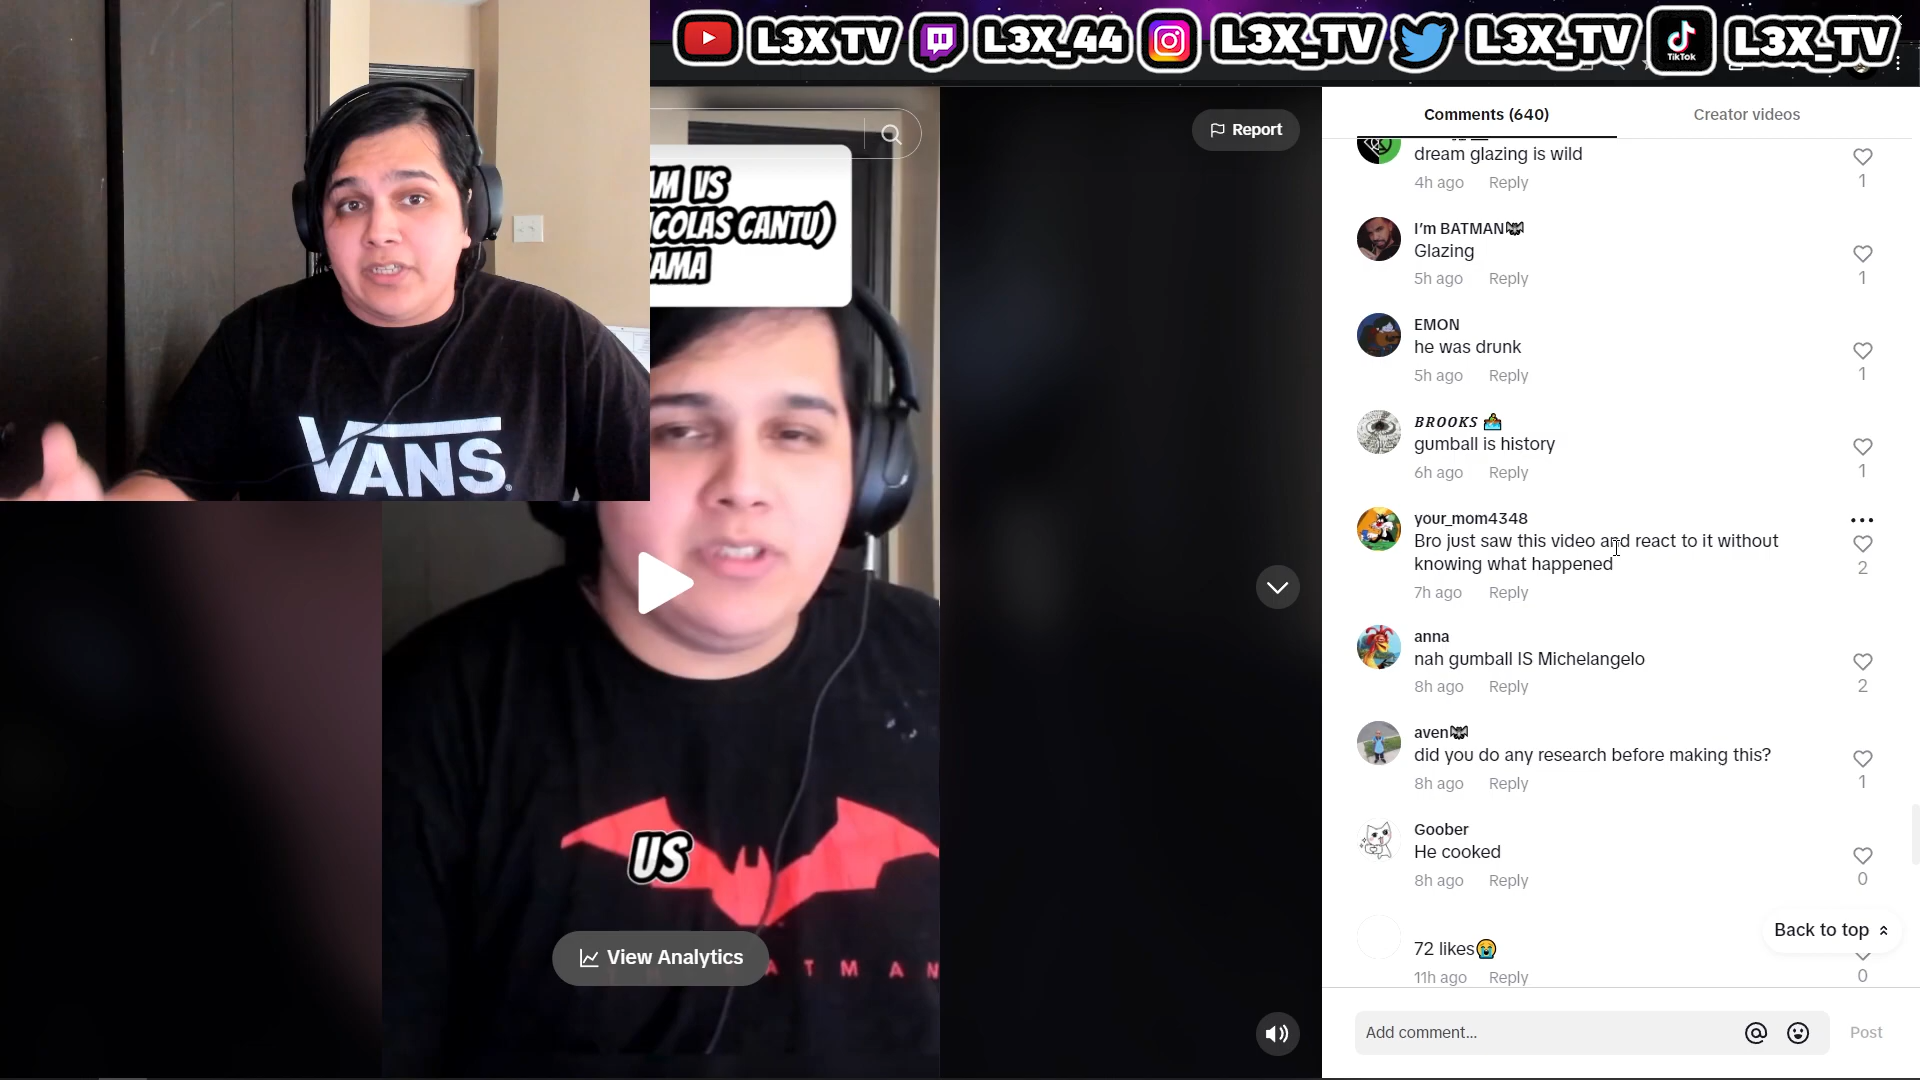 L3X TV L3X_44 L3X_TV L3X_TV TikTok L3X_TV
Report
Comments (640) Creator videos
dream glazing is wild
4h ago Reply
1
I'm BATMAN🦇
Glazing
5h ago Reply
1
EMON
he was drunk
5h ago Reply
1
BROOKS 🏄
gumball is history
6h ago Reply
1
your_mom4348
Bro just saw this video and react to it without
knowing what happened
2
7h ago Reply
anna
nah gumball IS Michelangelo
8h ago Reply
2
aven🦇
did you do any research before making this?
8h ago Reply
1
Goober
He cooked
8h ago Reply
0
72 likes😭
11h ago Reply
0
Back to top
Add comment...
Post
VS
COLAS CANTU)
AMA
VANS
US
View Analytics
ATMAN